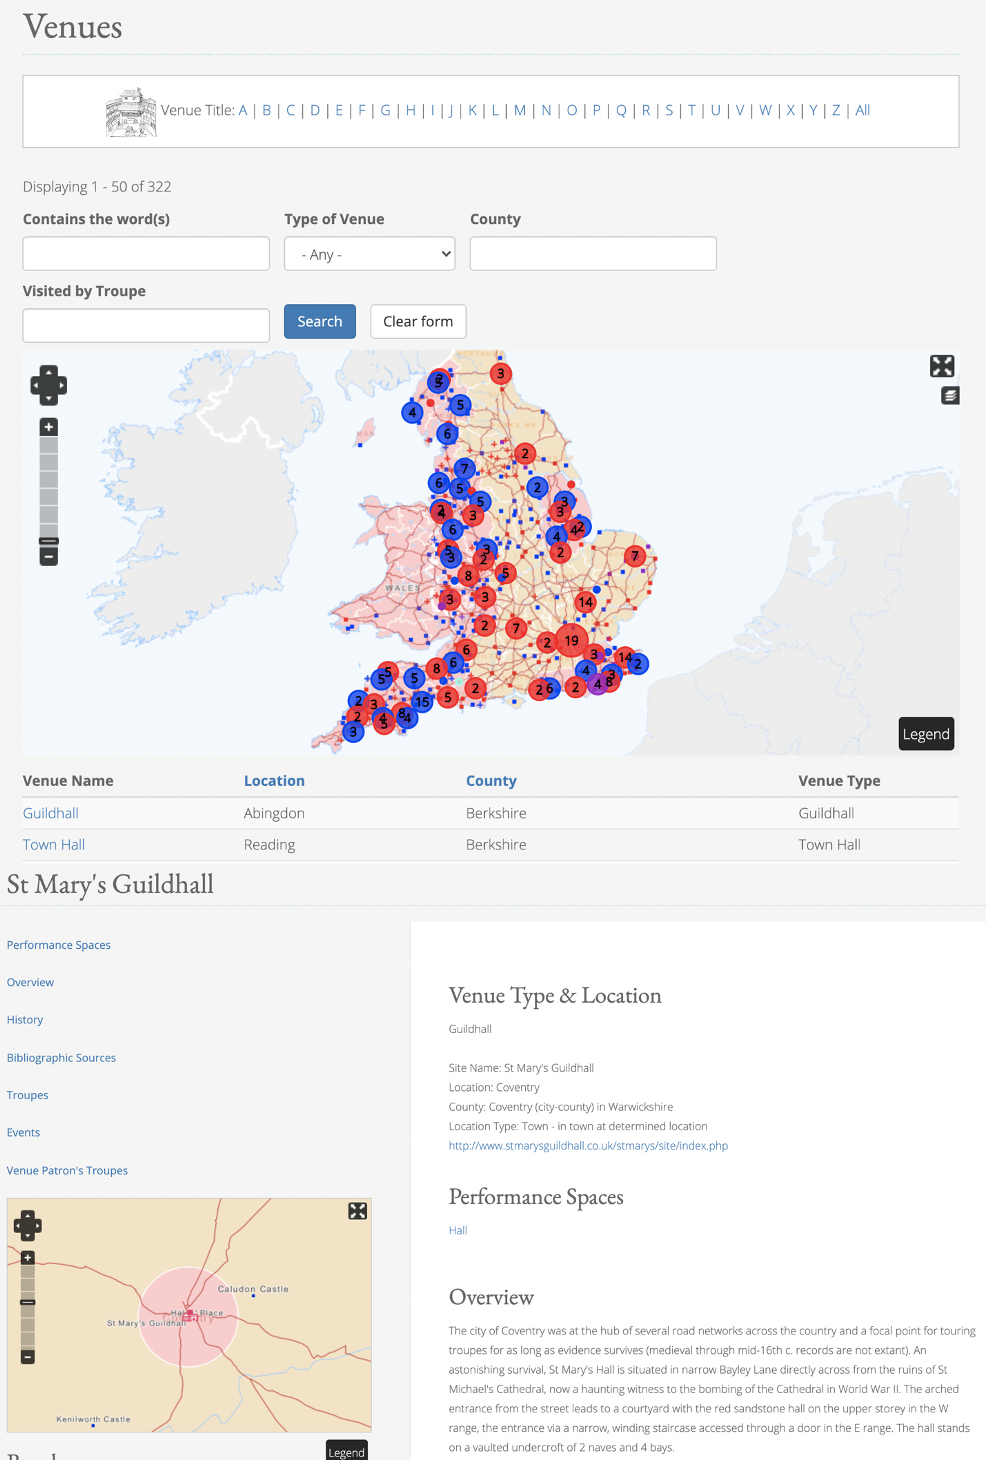 Venues
Venue Title: A | B | C | D | E | F | G | H | I | J | K | L | M | N | O | P | Q | R | S | T | U | V | W | X | Y | Z | All
Displaying 1 - 50 of 322
Contains the word(s) Type of Venue County
- Any -
Visited by Troupe
Search Clear form
WALES
Legend
Venue Name Location County Venue Type
Guildhall Abingdon Berkshire Guildhall
Town Hall Reading Berkshire Town Hall
St Mary's Guildhall
Performance Spaces
Overview
History
Bibliographic Sources
Troupes
Events
Venue Patron's Troupes
Caludon Castle
Place
St Mary's Guildhall
Kenilworth Castle
Legend
Venue Type & Location
Guildhall
Site Name: St Mary's Guildhall
Location: Coventry
County: Coventry (city-county) in Warwickshire
Location Type: Town - in town at determined location
http://www.stmarysguildhall.co.uk/stmarys/site/index.php
Performance Spaces
Hall
Overview
The city of Coventry was at the hub of several road networks across the country and a focal point for touring
troupes for as long as evidence survives (medieval through mid-16th c. records are not extant). An
astonishing survival, St Mary's Hall is situated in narrow Bayley Lane directly across from the ruins of St
Michael's Cathedral, now a haunting witness to the bombing of the Cathedral in World War II. The arched
entrance from the street leads to a courtyard with the red sandstone hall on the upper storey in the W
range, the entrance via a narrow, winding staircase accessed through a door in the E range. The hall stands
on a vaulted undercroft of 2 naves and 4 bays.